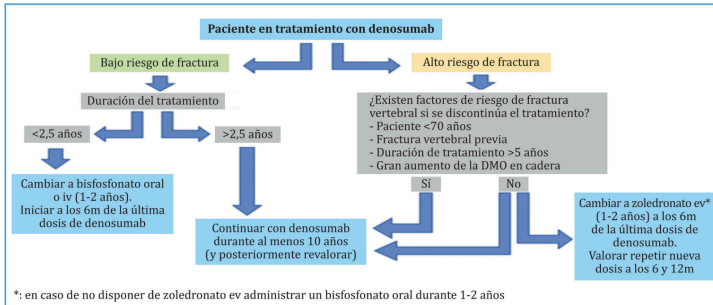 Paciente en tratamiento con denosumab
Bajo riesgo de fractura
Alto riesgo de fractura
Duración del tratamiento
<2,5 años
>2,5 años
¿Existen factores de riesgo de fractura
vertebral si se discontinúa el tratamiento?
- Paciente <70 años
- Fractura vertebral previa
- Duración de tratamiento >5 años
- Gran aumento de la DMO en cadera
Sí
No
Cambiar a bisfosfonato oral
o iv (1-2 años).
Iniciar a los 6m de la última
dosis de denosumab
Continuar con denosumab
durante al menos 10 años
(y posteriormente revalorar)
Cambiar a zoledronato ev*
(1-2 años) a los 6m
de la última dosis de
denosumab.
Valorar repetir nueva
dosis a los 6 y 12m
*: en caso de no disponer de zoledronato ev administrar un bisfosfonato oral durante 1-2 años